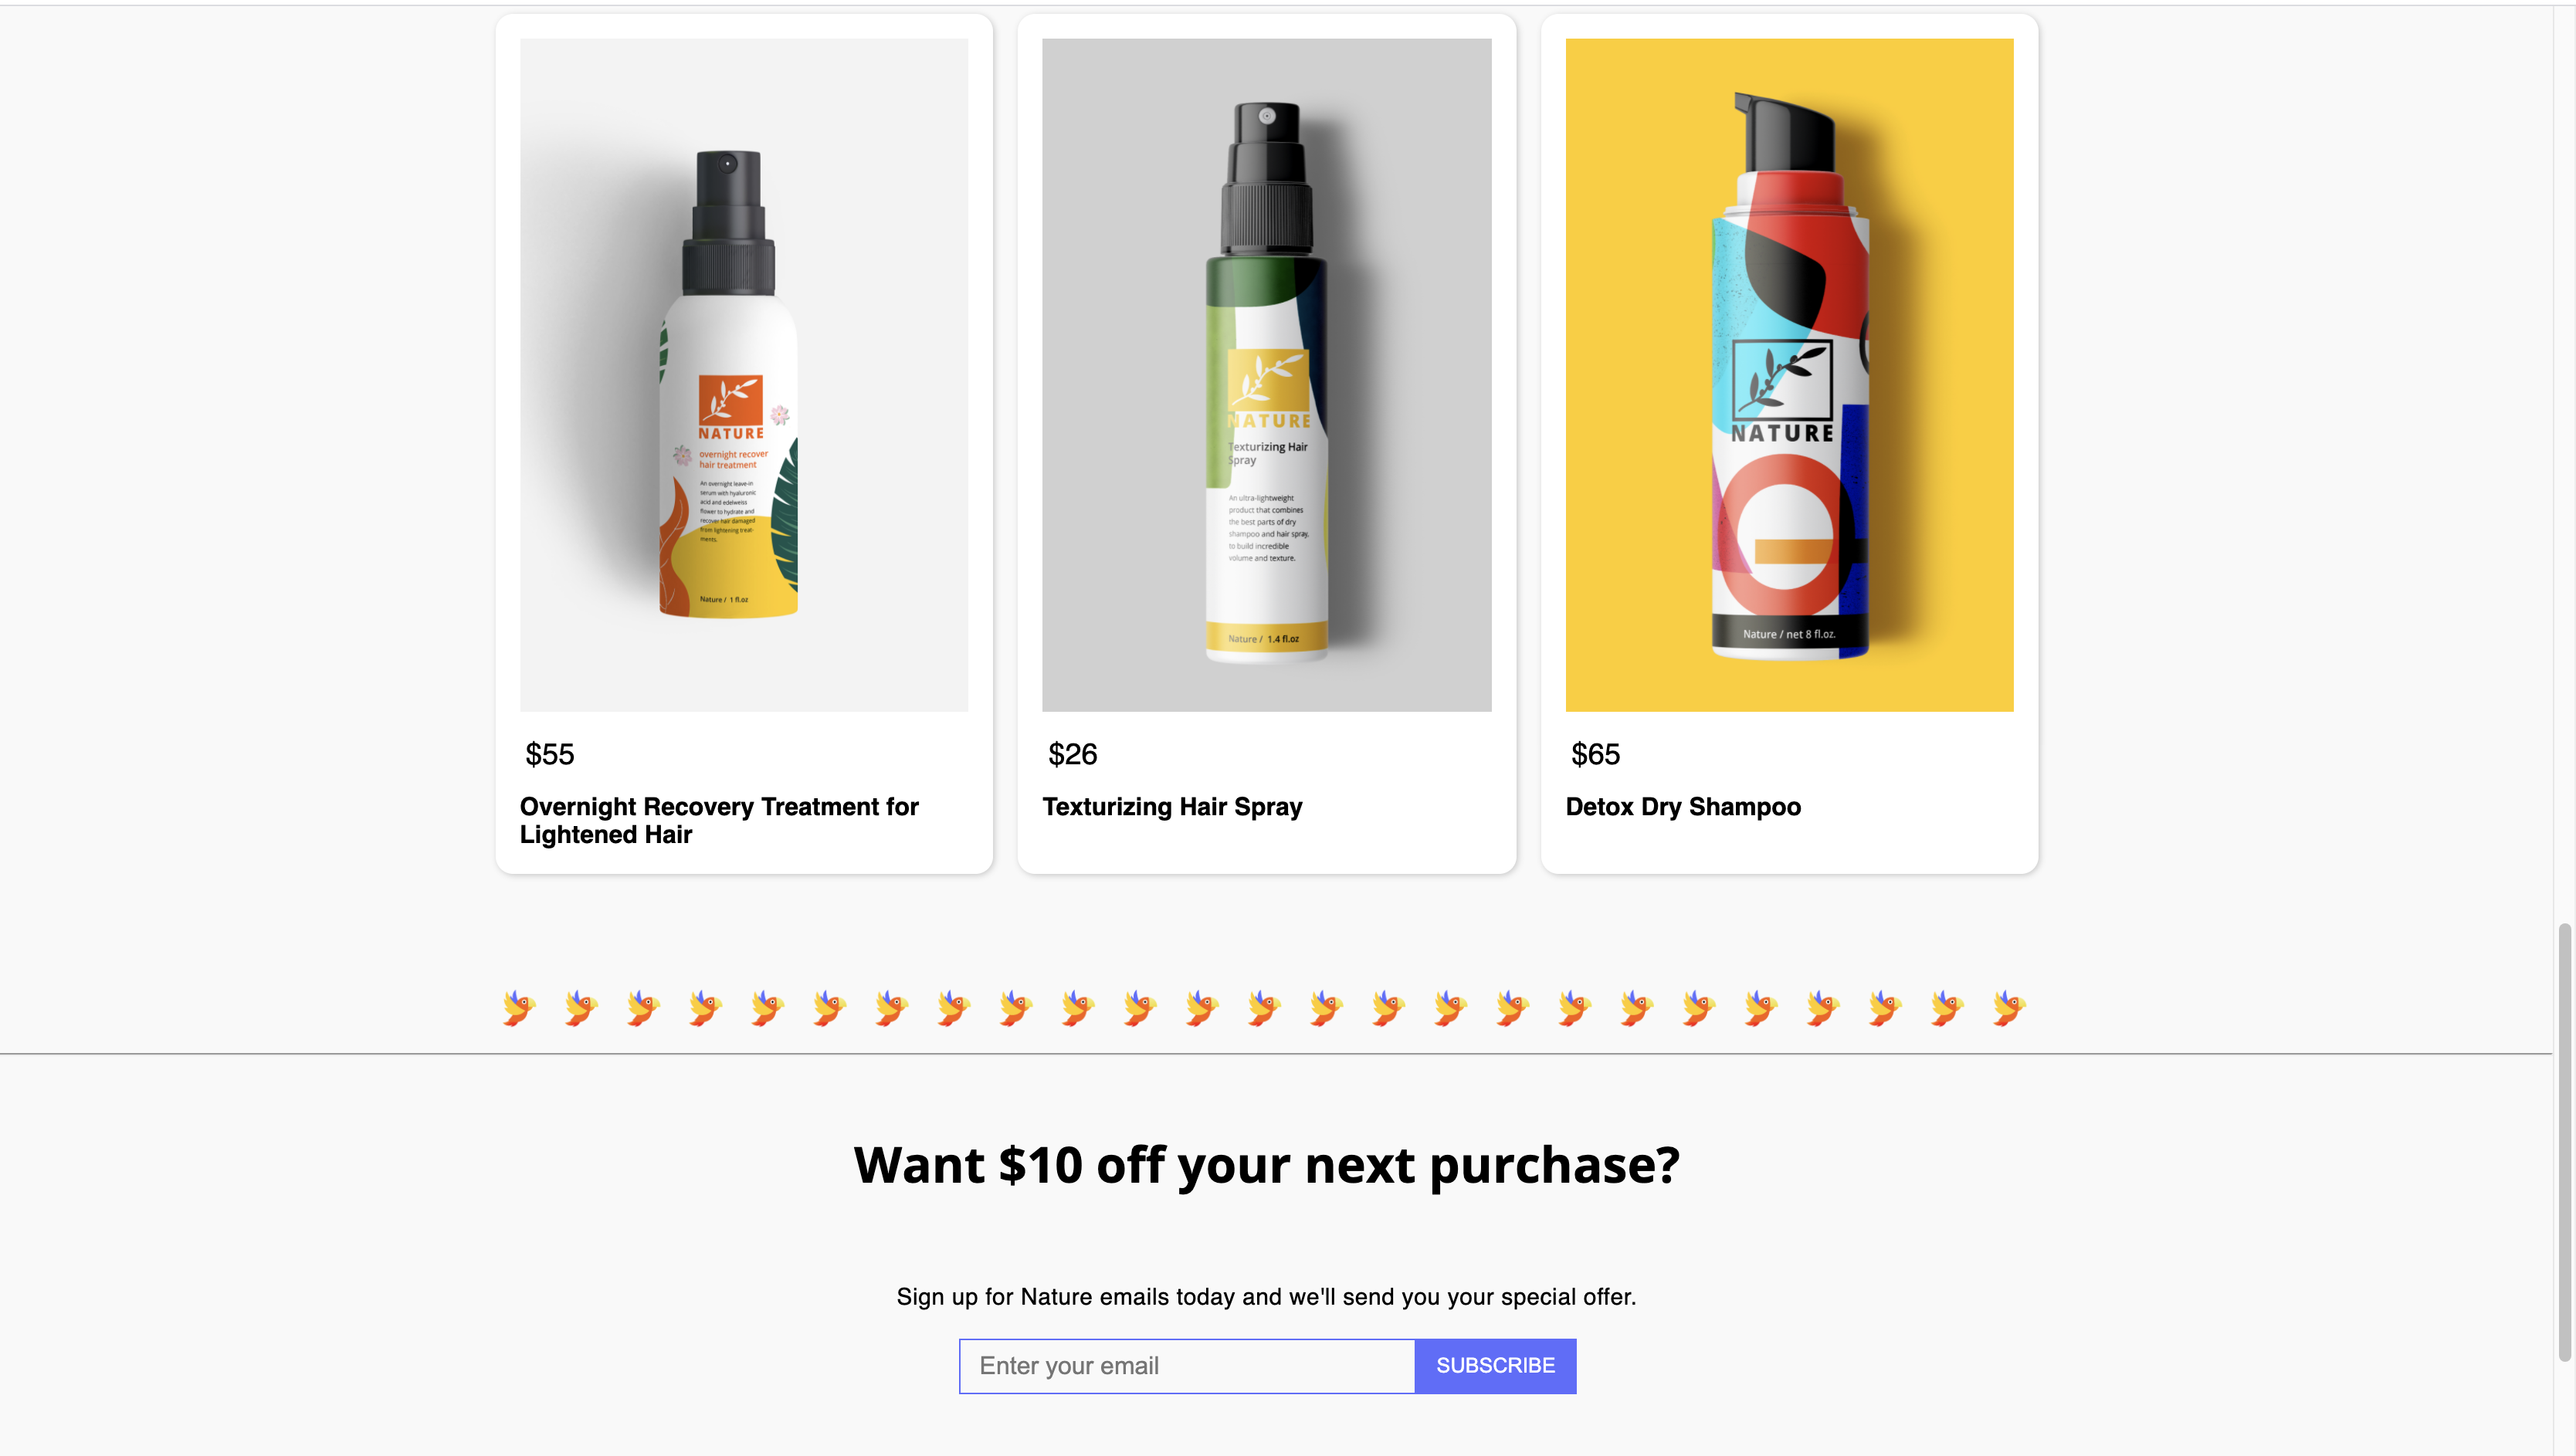 NATURE
overnight recover
hair treatment
An overnight leave-in
serum with hyaluronic
acid and edelweiss
flower to hydrate and
recover hair damaged
from lightening treat-
ments.
Nature / 1 fl.oz
$55
Overnight Recovery Treatment for
Lightened Hair
NATURE
Texturizing Hair
Spray
An ultra-lightweight
product that combines
the best parts of dry
shampoo and hair spray,
to build incredible
volume and texture.
Nature / 1.4 fl.oz
$26
Texturizing Hair Spray
NATURE
Nature / net 8 fl.oz.
$65
Detox Dry Shampoo
Want $10 off your next purchase?
Sign up for Nature emails today and we'll send you your special offer.
Enter your email
SUBSCRIBE